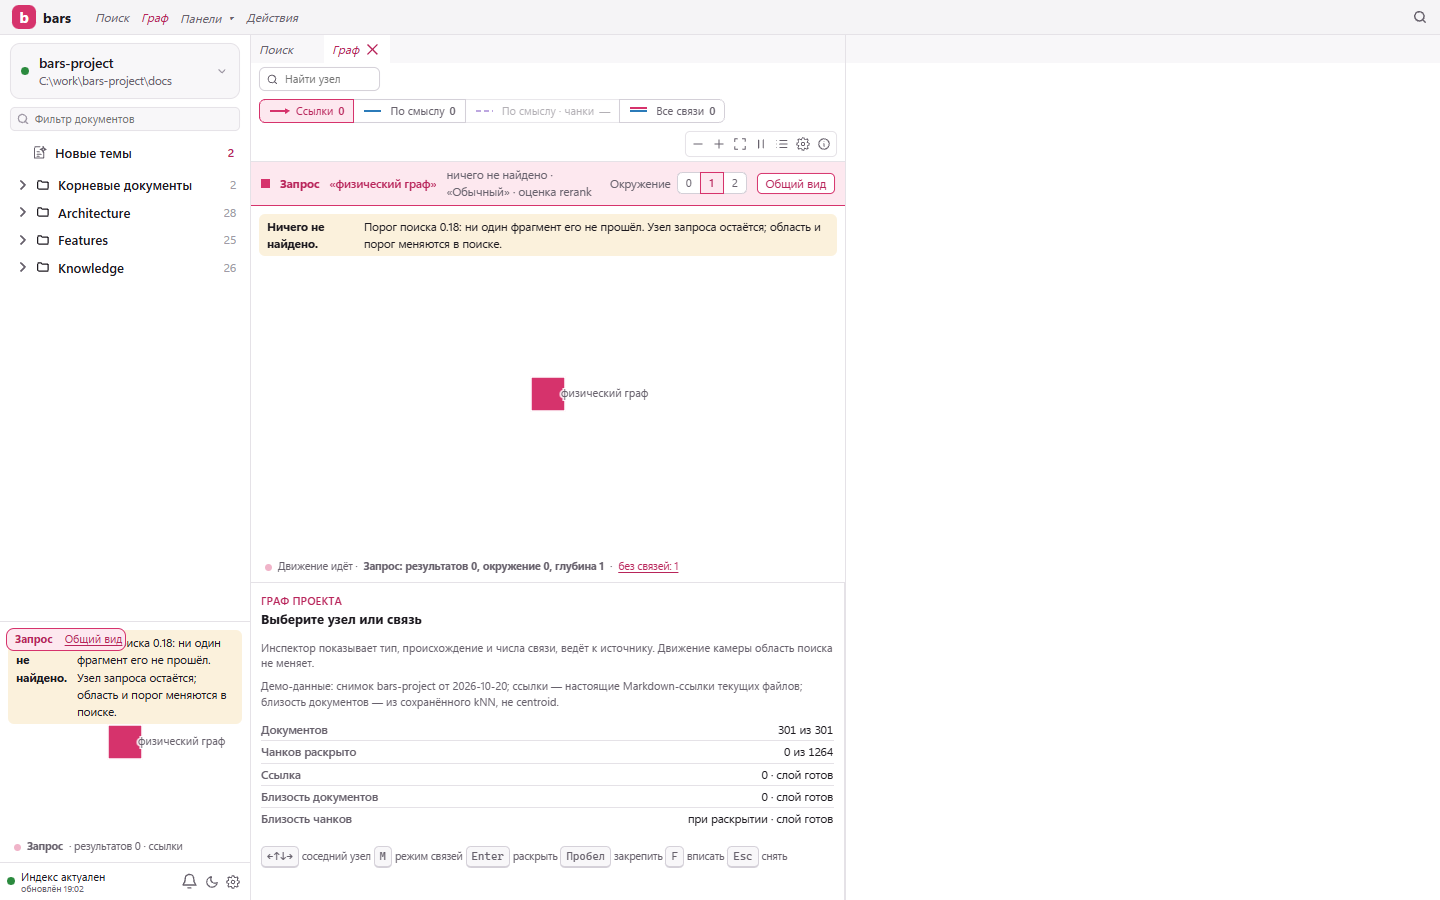 b bars Поиск Граф Панели Действия
bars-project
C:\work\bars-project\docs
Фильтр документов
Новые темы 2
Корневые документы 2
Architecture 28
Features 25
Knowledge 26
Запрос Общий вид
иска 0.18: ни один
не фрагмент его не прошёл.
найдено. Узел запроса остаётся;
область и порог меняются в
поиске.
физический граф
Запрос · результатов 0 · ссылки
Индекс актуален
обновлён 19:02
Поиск Граф
Найти узел
Ссылки 0 По смыслу 0 По смыслу · чанки — Все связи 0
Запрос «физический граф» ничего не найдено ·
«Обычный» · оценка rerank
Окружение 0 1 2 Общий вид
Ничего не
найдено.
Порог поиска 0.18: ни один фрагмент его не прошёл. Узел запроса остаётся; область и
порог меняются в поиске.
физический граф
Движение идёт · Запрос: результатов 0, окружение 0, глубина 1 · без связей: 1
ГРАФ ПРОЕКТА
Выберите узел или связь
Инспектор показывает тип, происхождение и числа связи, ведёт к источнику. Движение камеры область поиска
не меняет.
Демо-данные: снимок bars-project от 2026-10-20; ссылки — настоящие Markdown-ссылки текущих файлов;
близость документов — из сохранённого kNN, не centroid.
Документов 301 из 301
Чанков раскрыто 0 из 1264
Ссылка 0 · слой готов
Близость документов 0 · слой готов
Близость чанков при раскрытии · слой готов
←↑↓→ соседний узел M режим связей Enter раскрыть Пробел закрепить F вписать Esc снять